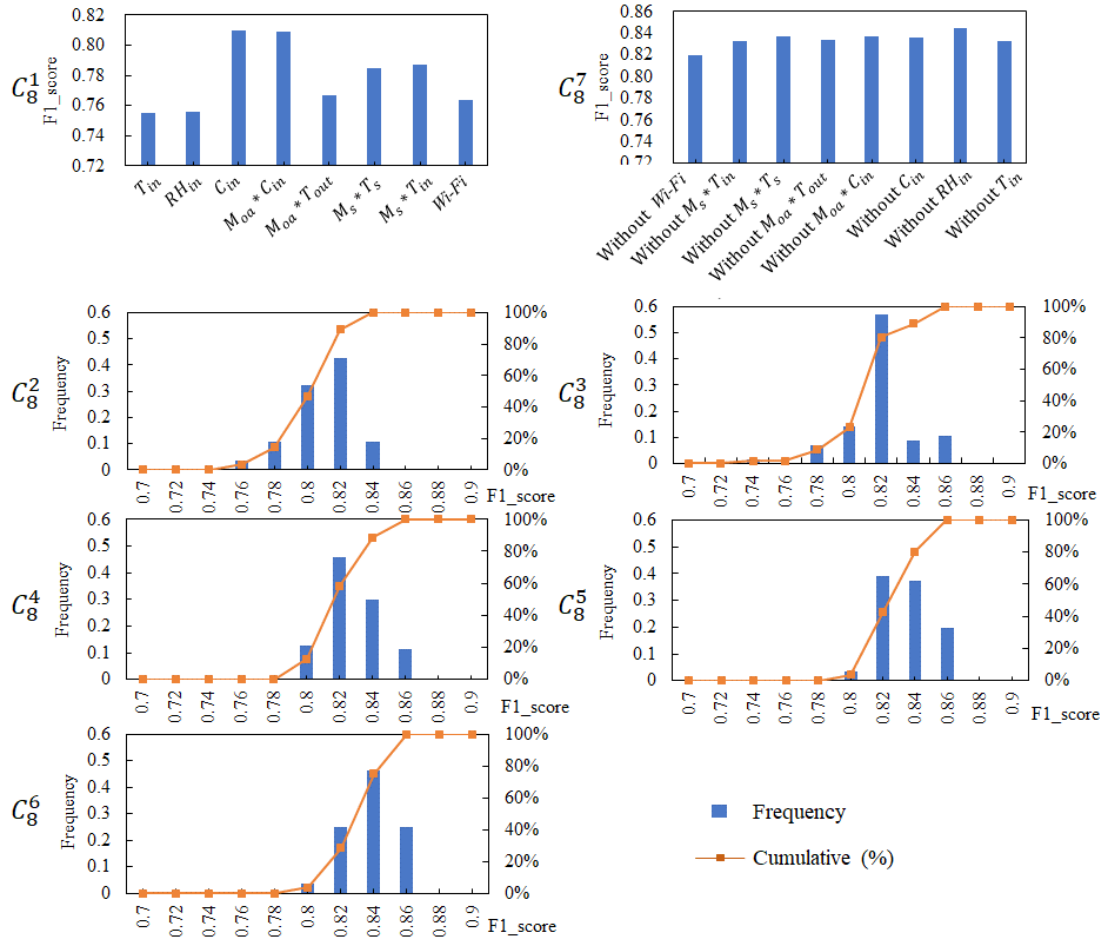 C_8^1
F1_score
0.82
0.80
0.78
0.76
0.74
0.72
T_in
RH_in
C_in
M_oa * C_in
M_oa * T_out
M_s * T_s
M_s * T_in
Wi-Fi
C_8^7
F1_score
0.86
0.84
0.82
0.80
0.78
0.76
0.74
0.72
Without Wi-Fi
Without M_s * T_in
Without M_s * T_s
Without M_oa * T_out
Without M_oa * C_in
Without C_in
Without RH_in
Without T_in
C_8^2
Frequency
0.6
0.5
0.4
0.3
0.2
0.1
0
100%
80%
60%
40%
20%
0%
0.7 0.72 0.74 0.76 0.78 0.8 0.82 0.84 0.86 0.88 0.9 F1_score
C_8^3
Frequency
0.6
0.5
0.4
0.3
0.2
0.1
0
100%
80%
60%
40%
20%
0%
0.7 0.72 0.74 0.76 0.78 0.8 0.82 0.84 0.86 0.88 0.9 F1_score
C_8^4
Frequency
0.6
0.5
0.4
0.3
0.2
0.1
0
100%
80%
60%
40%
20%
0%
0.7 0.72 0.74 0.76 0.78 0.8 0.82 0.84 0.86 0.88 0.9 F1_score
C_8^5
Frequency
0.6
0.5
0.4
0.3
0.2
0.1
0
100%
80%
60%
40%
20%
0%
0.7 0.72 0.74 0.76 0.78 0.8 0.82 0.84 0.86 0.88 0.9 F1_score
C_8^6
Frequency
0.6
0.5
0.4
0.3
0.2
0.1
0
100%
80%
60%
40%
20%
0%
0.7 0.72 0.74 0.76 0.78 0.8 0.82 0.84 0.86 0.88 0.9 F1_score
Frequency
Cumulative (%)